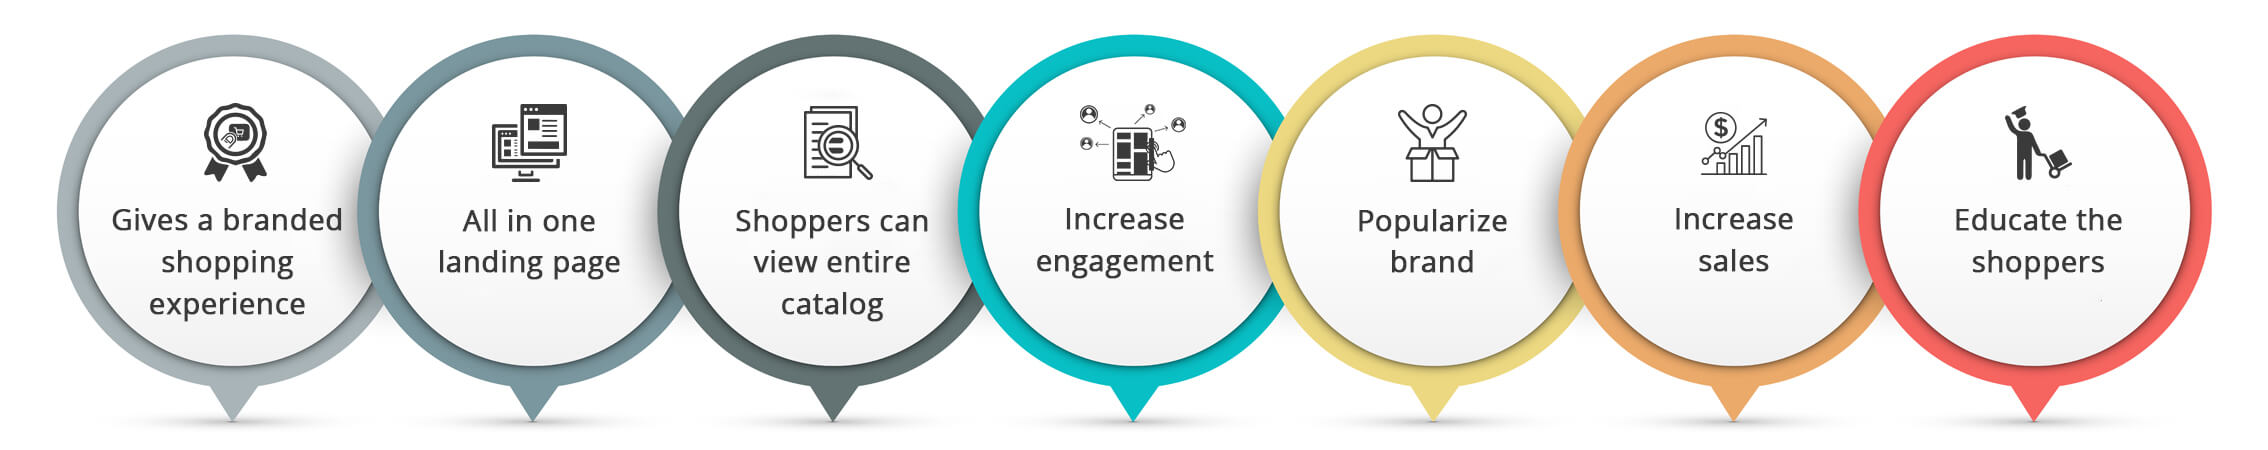 Gives a branded
shopping
experience
All in one
landing page
Shoppers can
view entire
catalog
Increase
engagement
Popularize
brand
$
Increase
sales
Educate the
shoppers